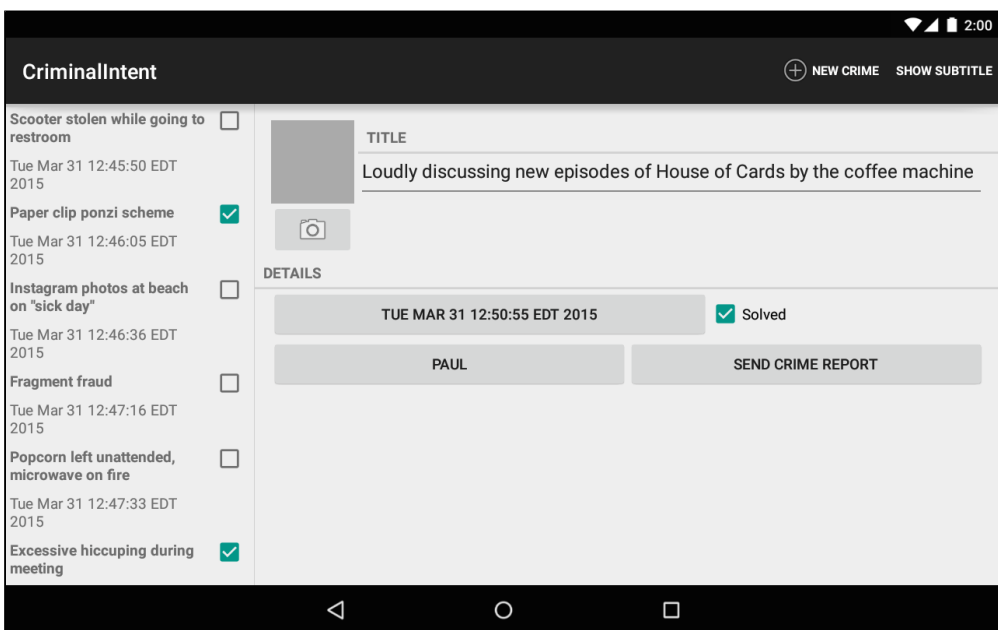 2:00
CriminalIntent
NEW CRIME
SHOW SUBTITLE
Scooter stolen while going to
restroom
Tue Mar 31 12:45:50 EDT
2015
Paper clip ponzi scheme
Tue Mar 31 12:46:05 EDT
2015
Instagram photos at beach
on "sick day"
Tue Mar 31 12:46:36 EDT
2015
Fragment fraud
Tue Mar 31 12:47:16 EDT
2015
Popcorn left unattended,
microwave on fire
Tue Mar 31 12:47:33 EDT
2015
Excessive hiccuping during
meeting
TITLE
Loudly discussing new episodes of House of Cards by the coffee machine
DETAILS
TUE MAR 31 12:50:55 EDT 2015
Solved
PAUL
SEND CRIME REPORT